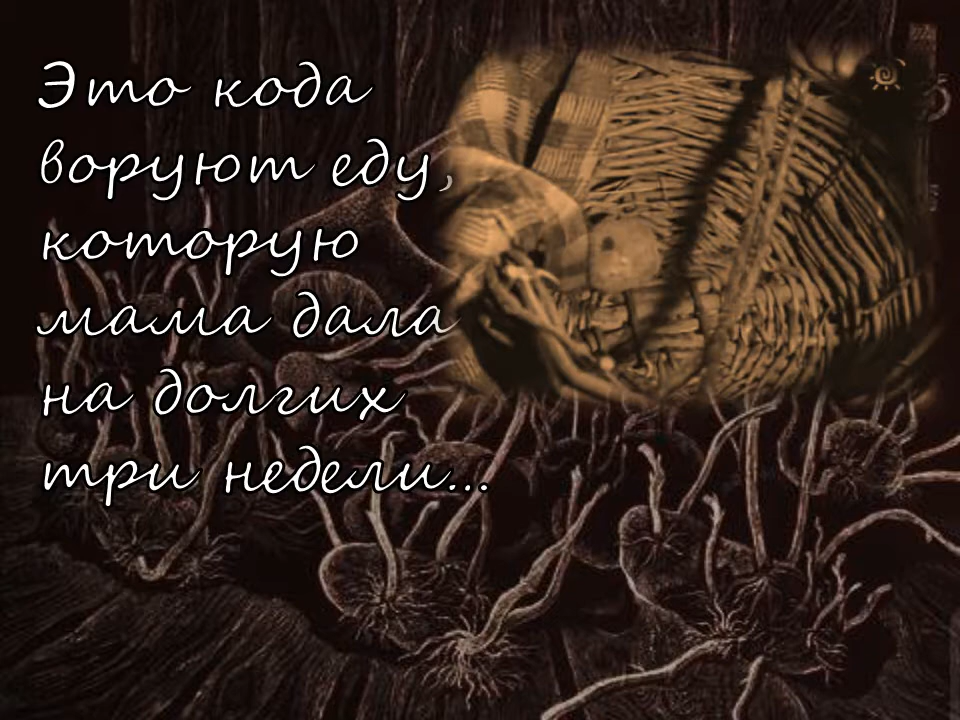 Это кода
воруют еду,
которую
мама дала
на долгих
три недели...